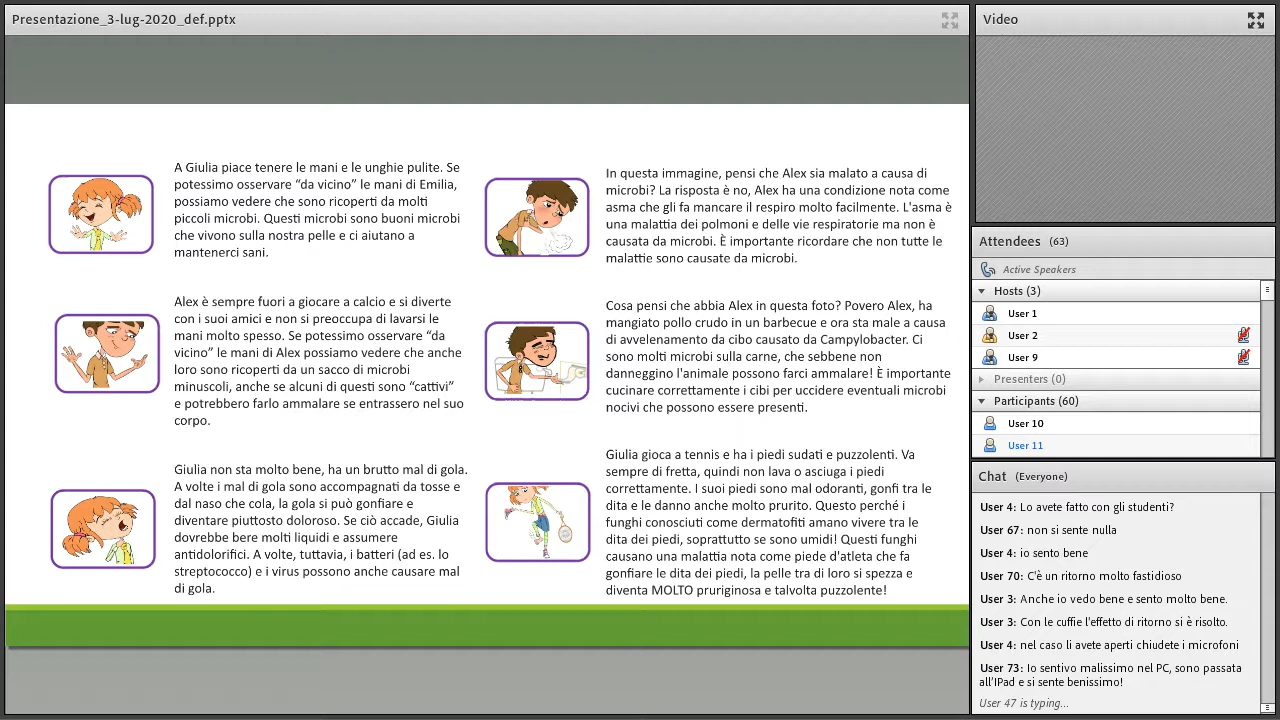 Presentazione_3-lug-2020_def.pptx
A Giulia piace tenere le mani e le unghie pulite. Se
potessimo osservare “da vicino” le mani di Emilia,
possiamo vedere che sono ricoperti da molti
piccoli microbi. Questi microbi sono buoni microbi
che vivono sulla nostra pelle e ci aiutano a
mantenerci sani.
Alex è sempre fuori a giocare a calcio e si diverte
con i suoi amici e non si preoccupa di lavarsi le
mani molto spesso. Se potessimo osservare “da
vicino” le mani di Alex possiamo vedere che anche
loro sono ricoperti da un sacco di microbi
minuscoli, anche se alcuni di questi sono “cattivi”
e potrebbero farlo ammalare se entrassero nel suo
corpo.
Giulia non sta molto bene, ha un brutto mal di gola.
A volte i mal di gola sono accompagnati da tosse e
dal naso che cola, la gola si può gonfiare e
diventare piuttosto doloroso. Se ciò accade, Giulia
dovrebbe bere molti liquidi e assumere
antidolorifici. A volte, tuttavia, i batteri (ad es. lo
streptococco) e i virus possono anche causare mal
di gola.
In questa immagine, pensi che Alex sia malato a causa di
microbi? La risposta è no, Alex ha una condizione nota come
asma che gli fa mancare il respiro molto facilmente. L'asma è
una malattia dei polmoni e delle vie respiratorie ma non è
causata da microbi. È importante ricordare che non tutte le
malattie sono causate da microbi.
Cosa pensi che abbia Alex in questa foto? Povero Alex, ha
mangiato pollo crudo in un barbecue e ora sta male a causa
di avvelenamento da cibo causato da Campylobacter. Ci
sono molti microbi sulla carne, che sebbene non
danneggino l'animale possono farci ammalare! È importante
cucinare correttamente i cibi per uccidere eventuali microbi
nocivi che possono essere presenti.
Giulia gioca a tennis e ha i piedi sudati e puzzolenti. Va
sempre di fretta, quindi non lava o asciuga i piedi
correttamente. I suoi piedi sono mal odoranti, gonfi tra le
dita e le danno anche molto prurito. Questo perché i
funghi conosciuti come dermatofiti amano vivere tra le
dita dei piedi, soprattutto se sono umidi! Questi funghi
causano una malattia nota come piede d'atleta che fa
gonfiare le dita dei piedi, la pelle tra di loro si spezza e
diventa MOLTO pruriginosa e talvolta puzzolente!
Video
Attendees (63)
Active Speakers
Hosts (3)
User 1
User 2
User 9
Presenters (0)
Participants (60)
User 10
User 11
Chat (Everyone)
User 4: Lo avete fatto con gli studenti?
User 67: non si sente nulla
User 4: io sento bene
User 70: C'è un ritorno molto fastidioso
User 3: Anche io vedo bene e sento molto bene.
User 3: Con le cuffie l'effetto di ritorno si è risolto.
User 4: nel caso li avete aperti chiudete i microfoni
User 73: Io sentivo malissimo nel PC, sono passata
all'IPad e si sente benissimo!
User 47 is typing...